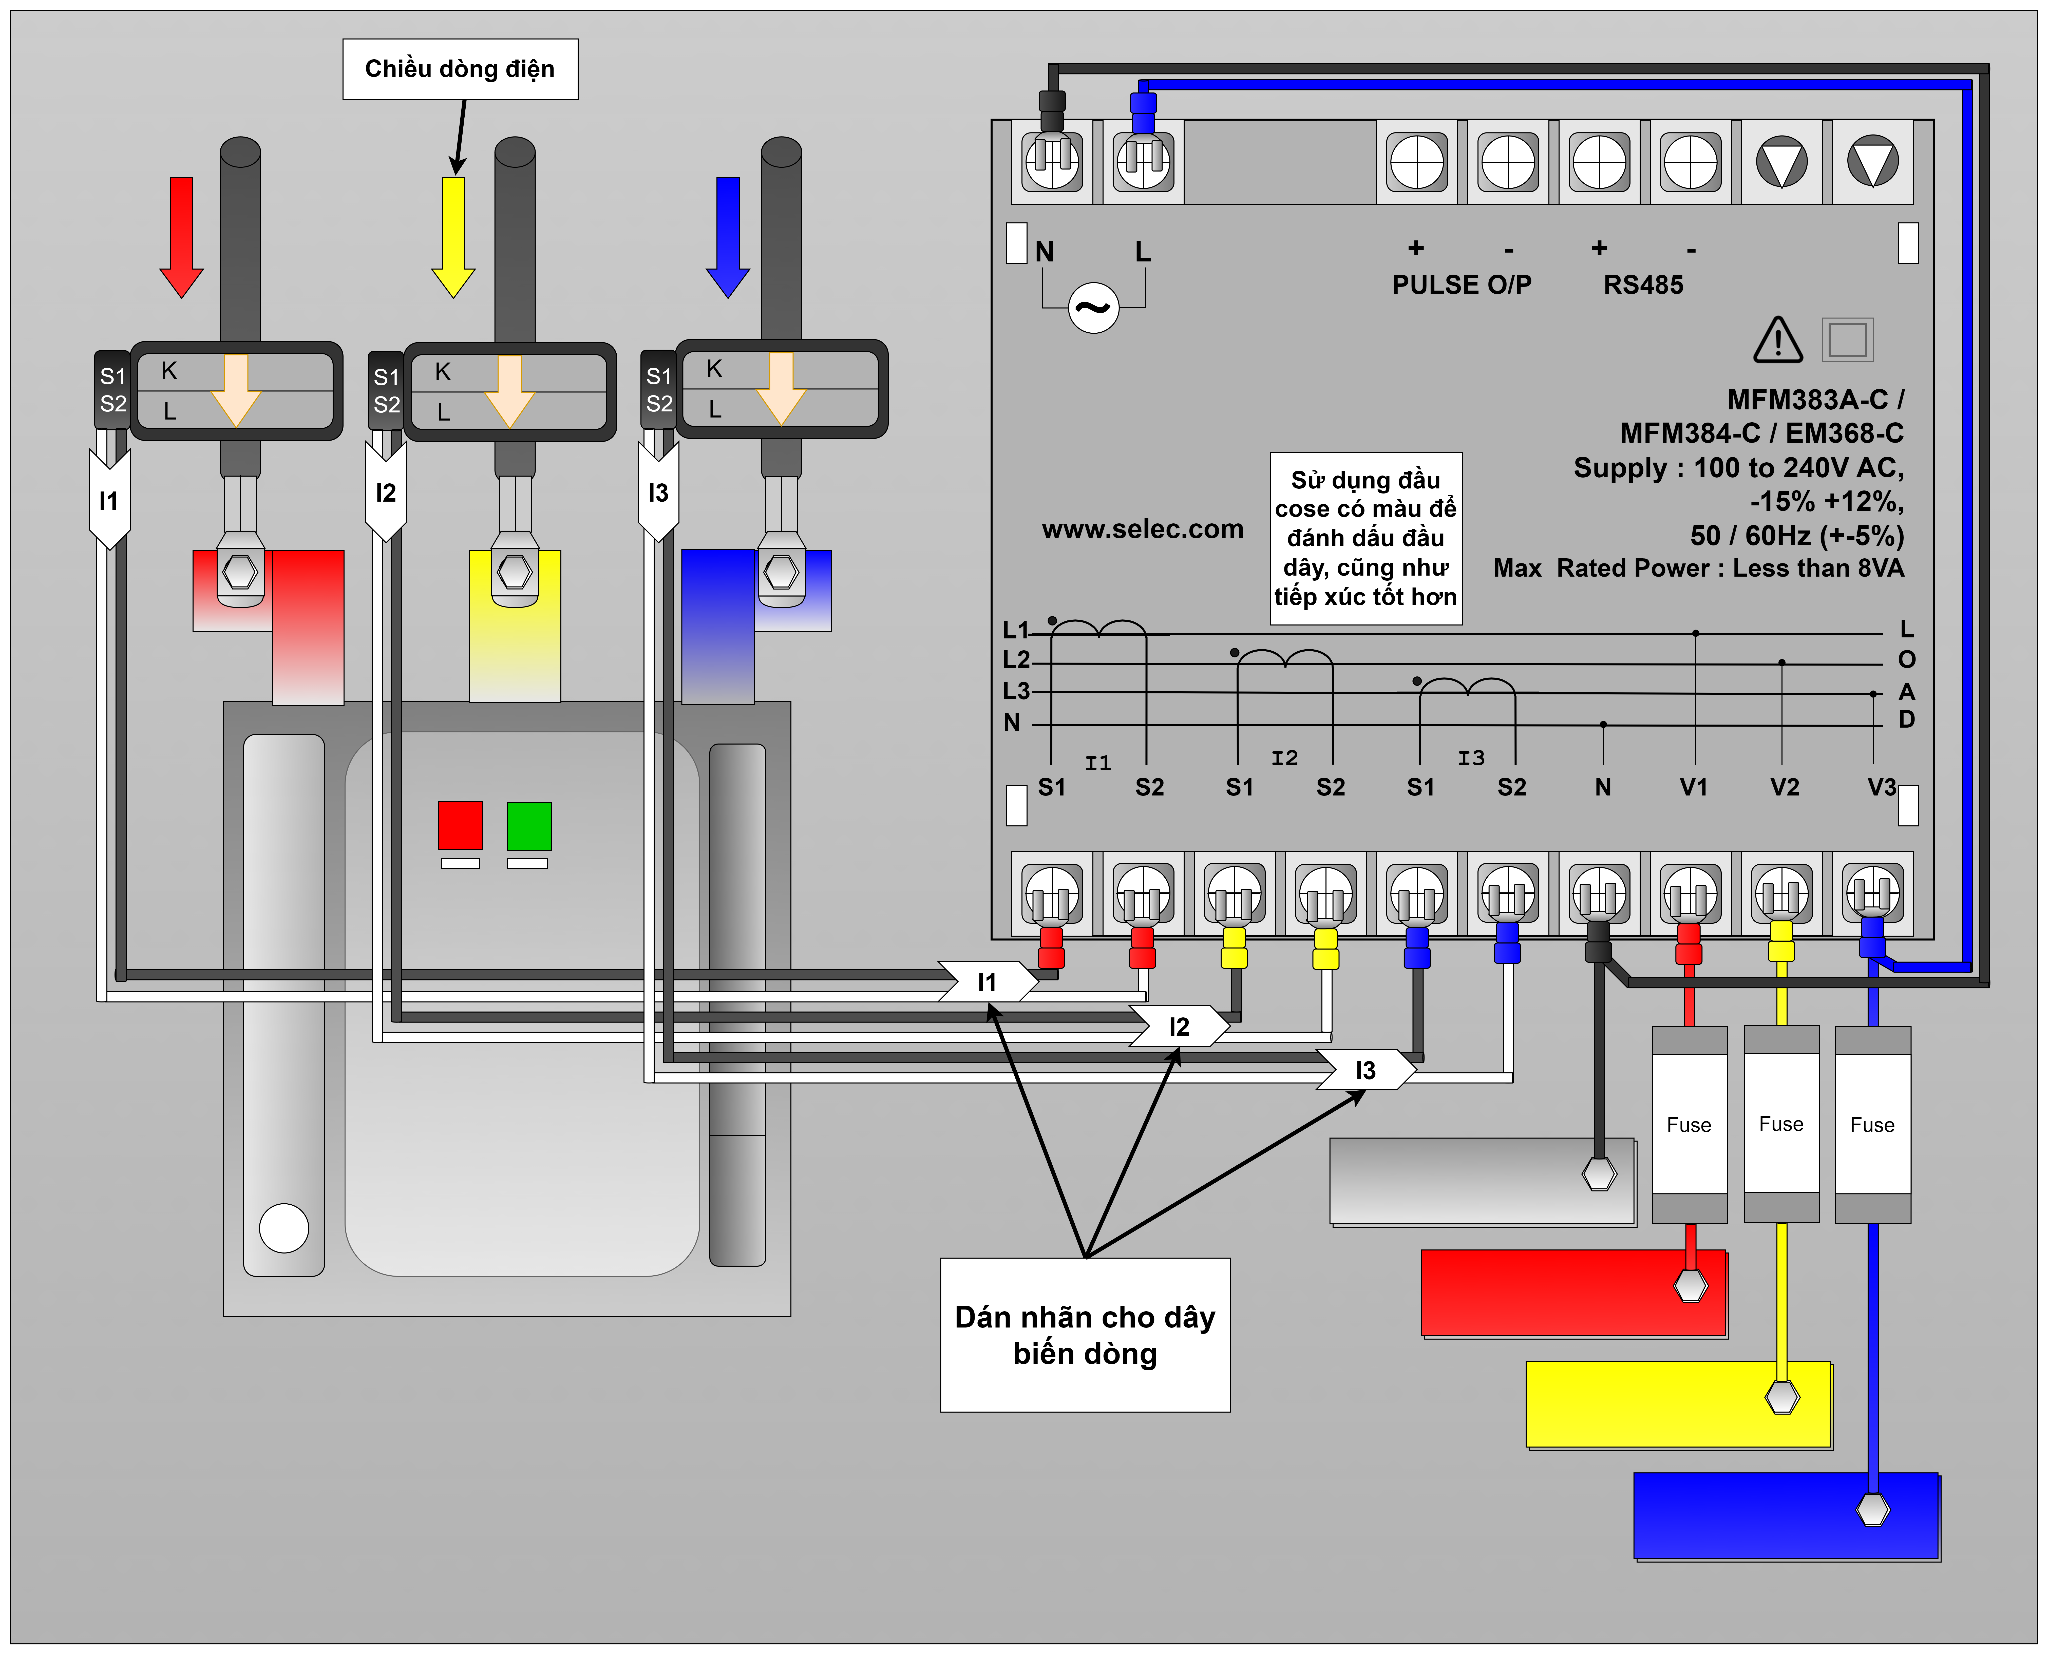 Chiều dòng điện
K
L
S1
S2
K
L
S1
S2
K
L
S1
S2
I1
I2
I3
N
L
+
-
+
-
PULSE O/P
RS485
MFM383A-C /
MFM384-C / EM368-C
Supply : 100 to 240V AC,
-15% +12%,
50 / 60Hz (+-5%)
Max Rated Power : Less than 8VA
www.selec.com
Sử dụng đầu
cose có màu để
đánh dấu đầu
dây, cũng như
tiếp xúc tốt hơn
L1
L
L2
O
L3
A
N
D
I1
I2
I3
S1
S2
S1
S2
S1
S2
N
V1
V2
V3
I1
I2
I3
Fuse
Fuse
Fuse
Dán nhãn cho dây
biến dòng